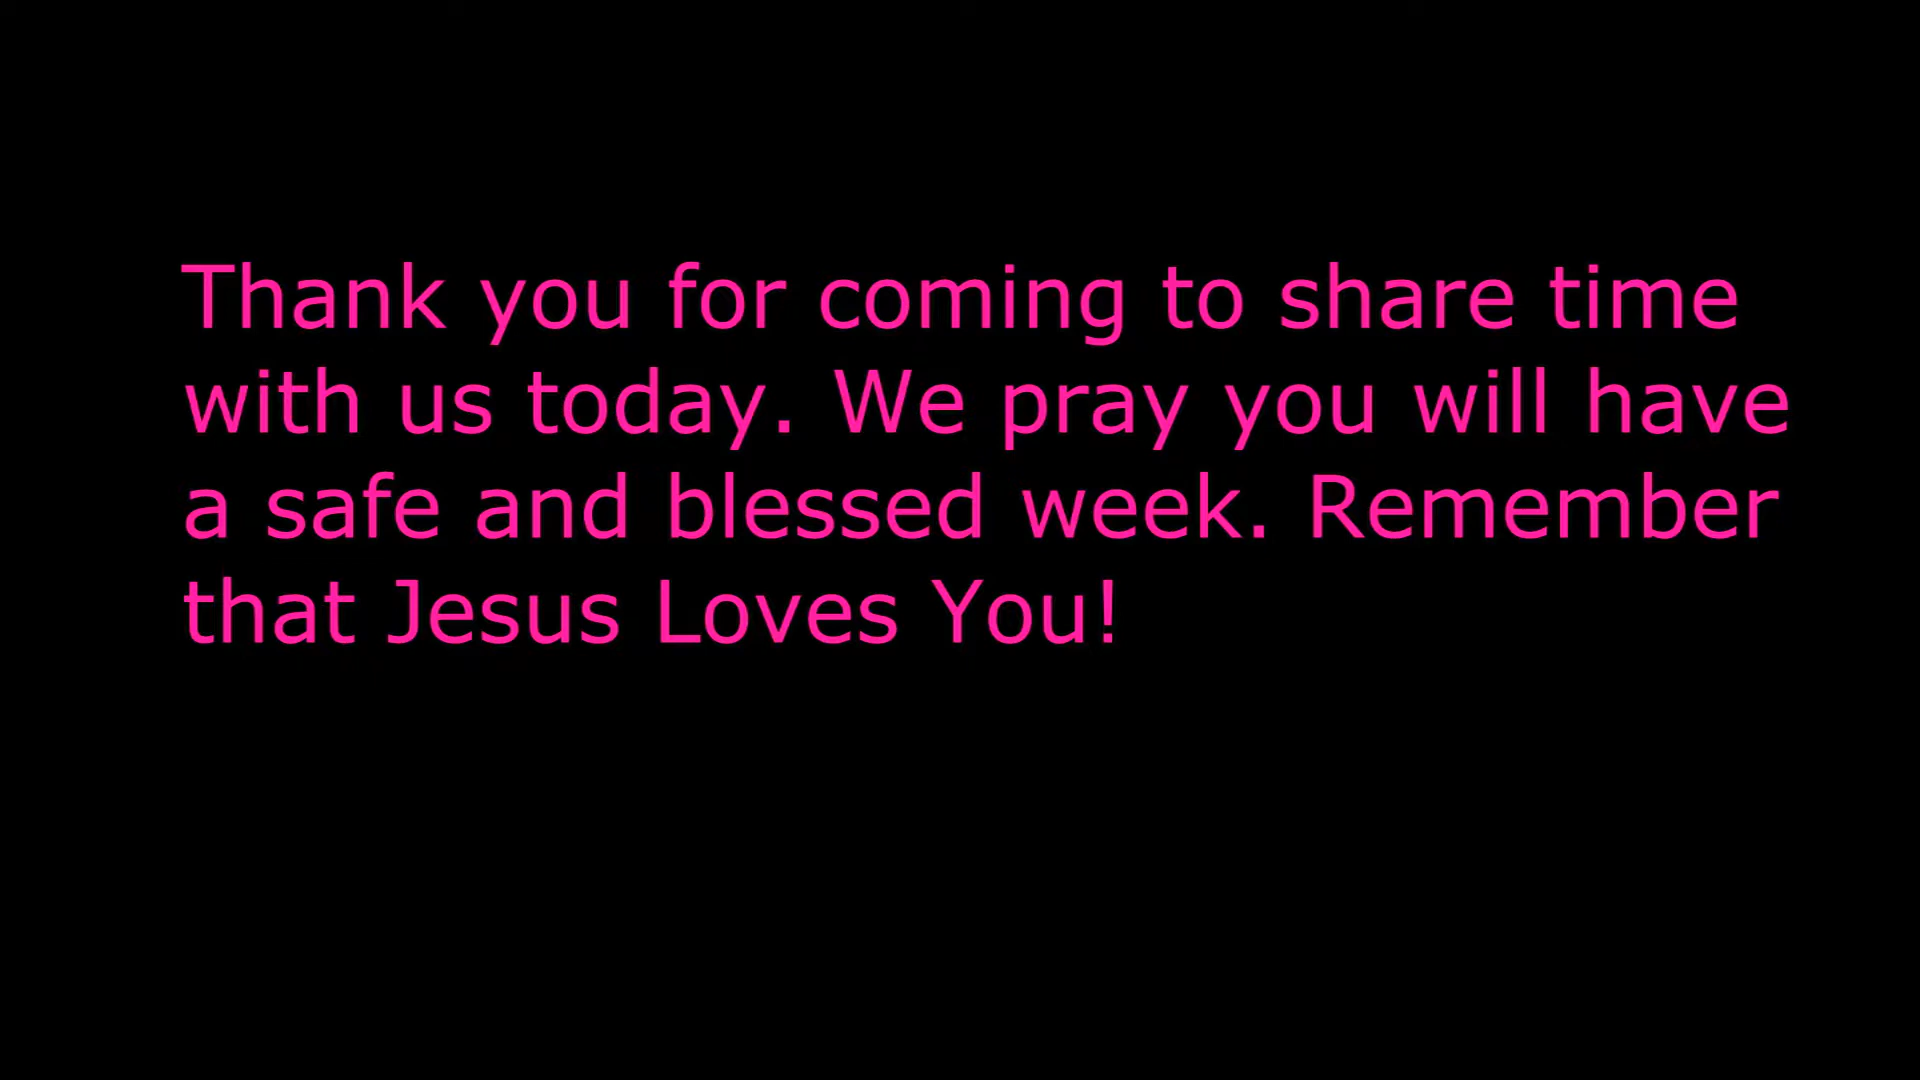 Thank you for coming to share time
with us today. We pray you will have
a safe and blessed week. Remember
that Jesus Loves You!